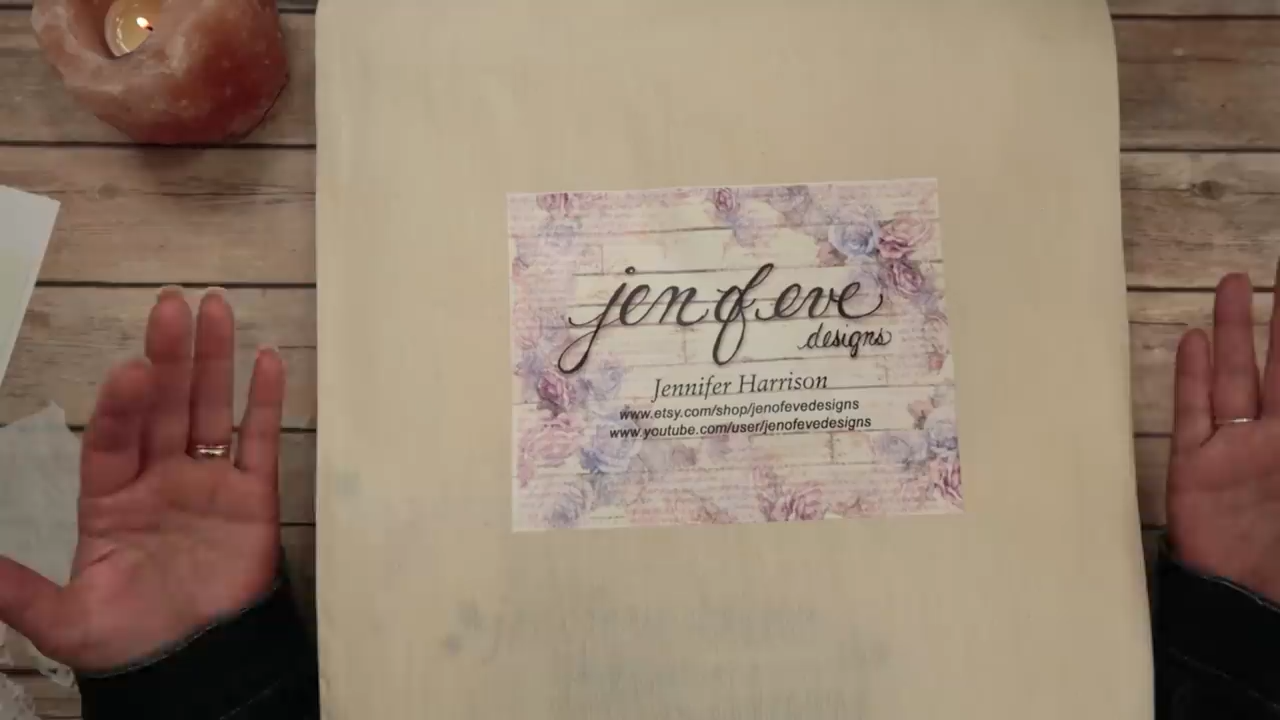 jen of eve
designs
Jennifer Harrison
www.etsy.com/shop/jenofevedesigns
www.youtube.com/user/jenofevedesigns